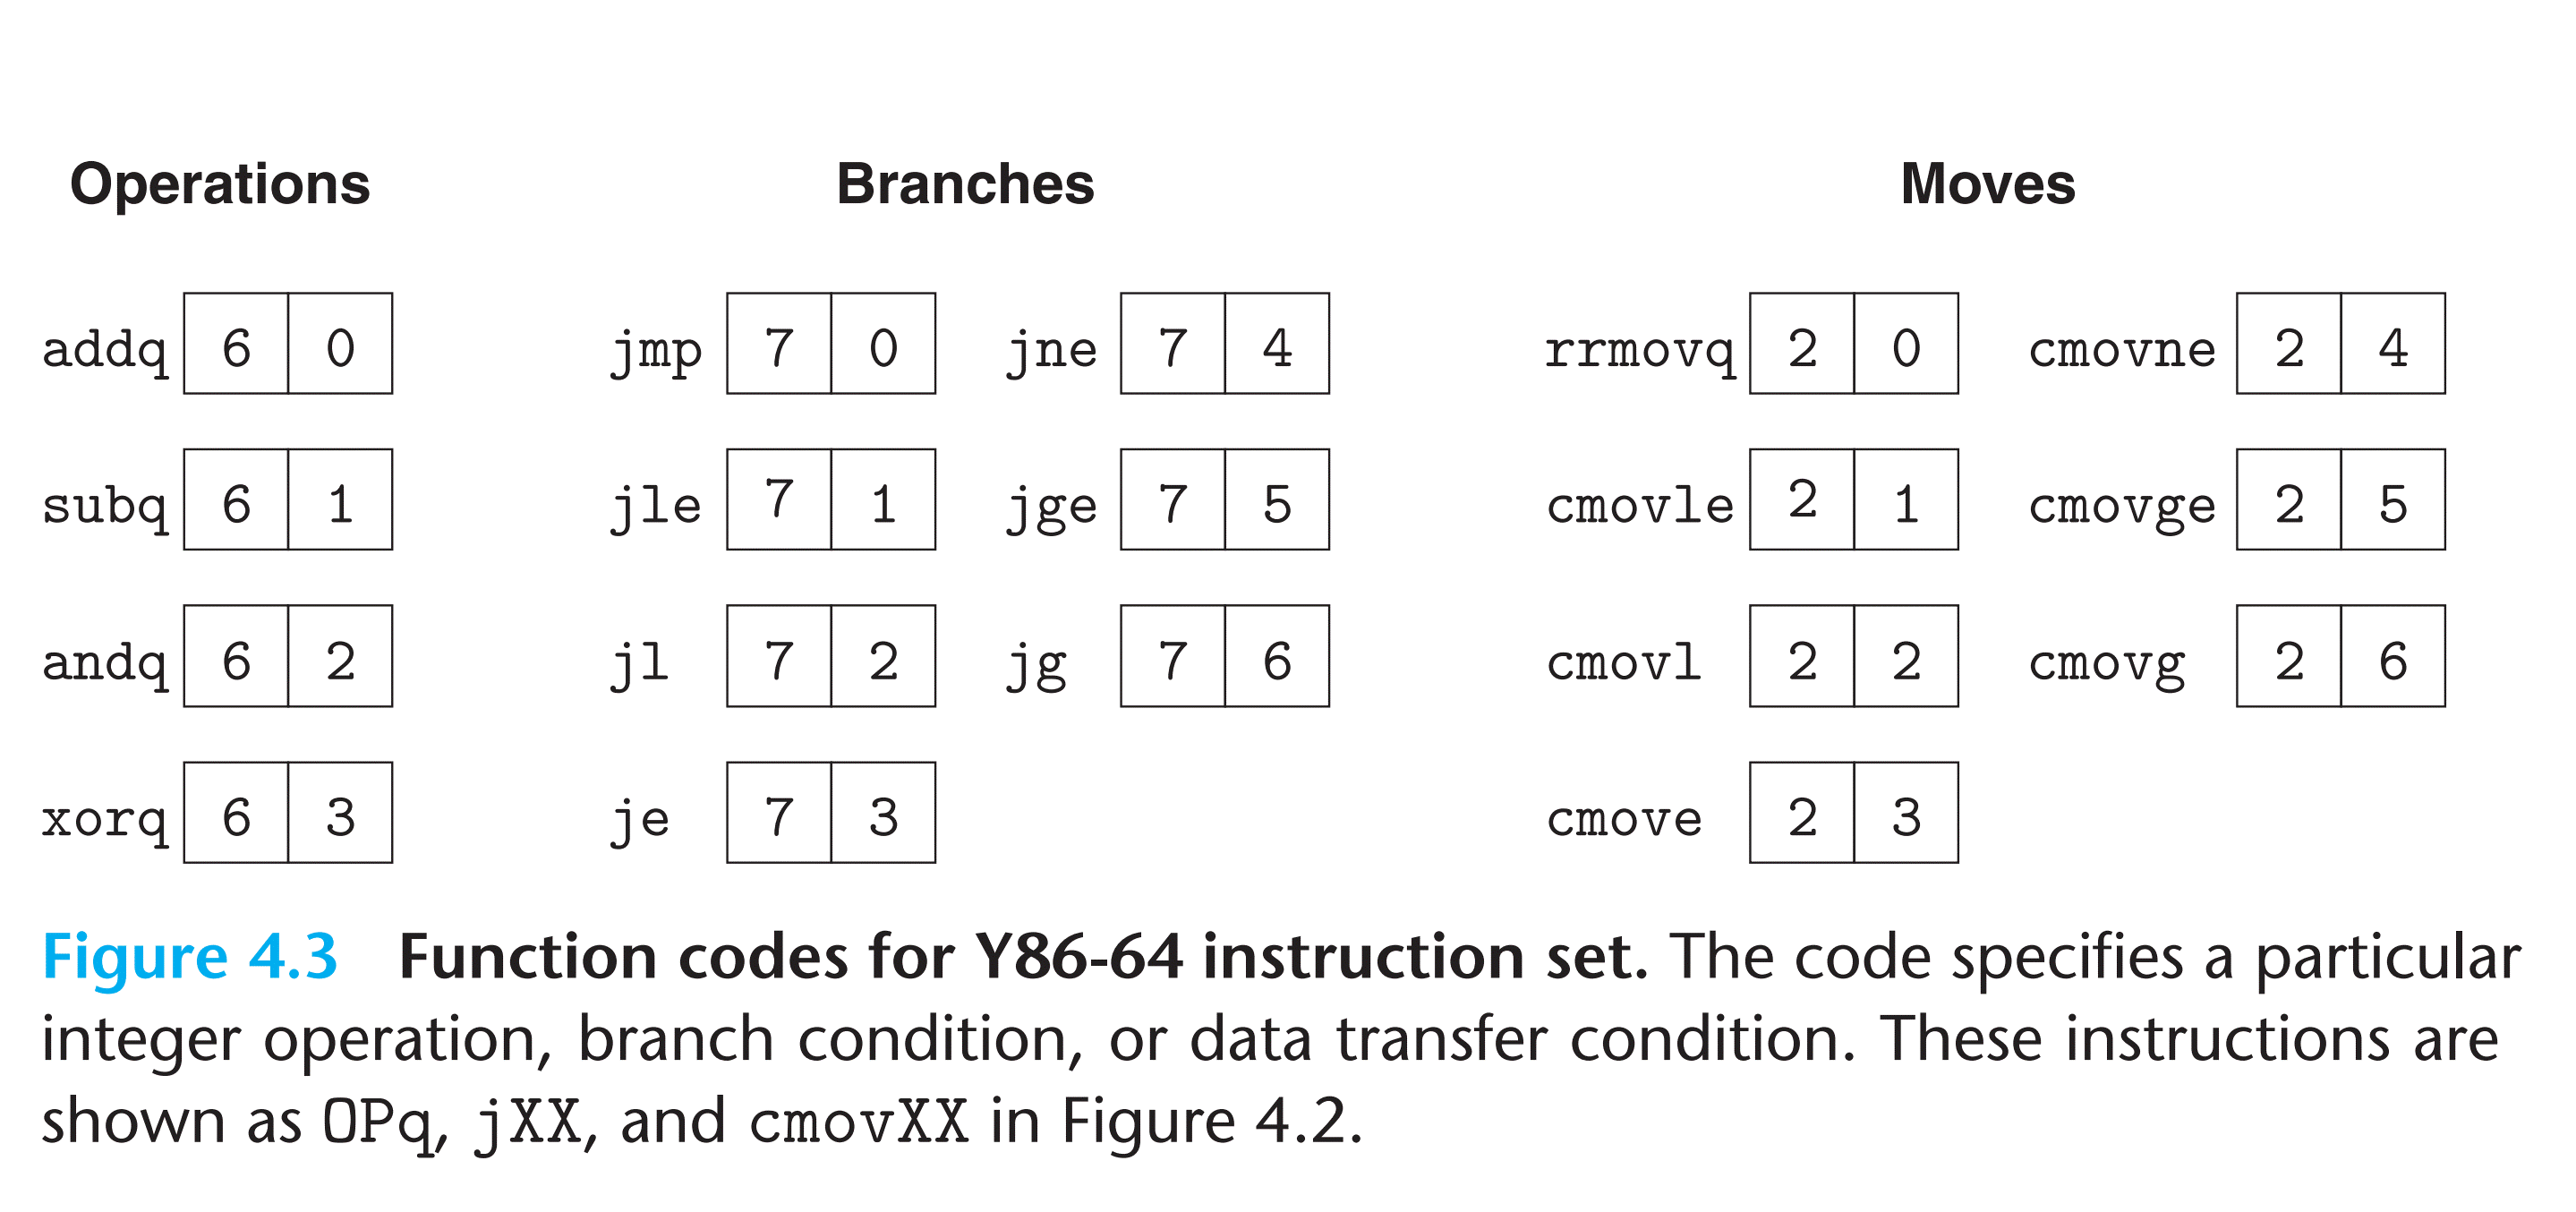 Operations Branches Moves
addq 6 0 jmp 7 0 jne 7 4 rrmovq 2 0 cmovne 2 4
subq 6 1 jle 7 1 jge 7 5 cmovle 2 1 cmovge 2 5
andq 6 2 jl 7 2 jg 7 6 cmovl 2 2 cmovg 2 6
xorq 6 3 je 7 3 cmove 2 3
Figure 4.3 Function codes for Y86-64 instruction set. The code specifies a particular
integer operation, branch condition, or data transfer condition. These instructions are
shown as OPq, jXX, and cmovXX in Figure 4.2.